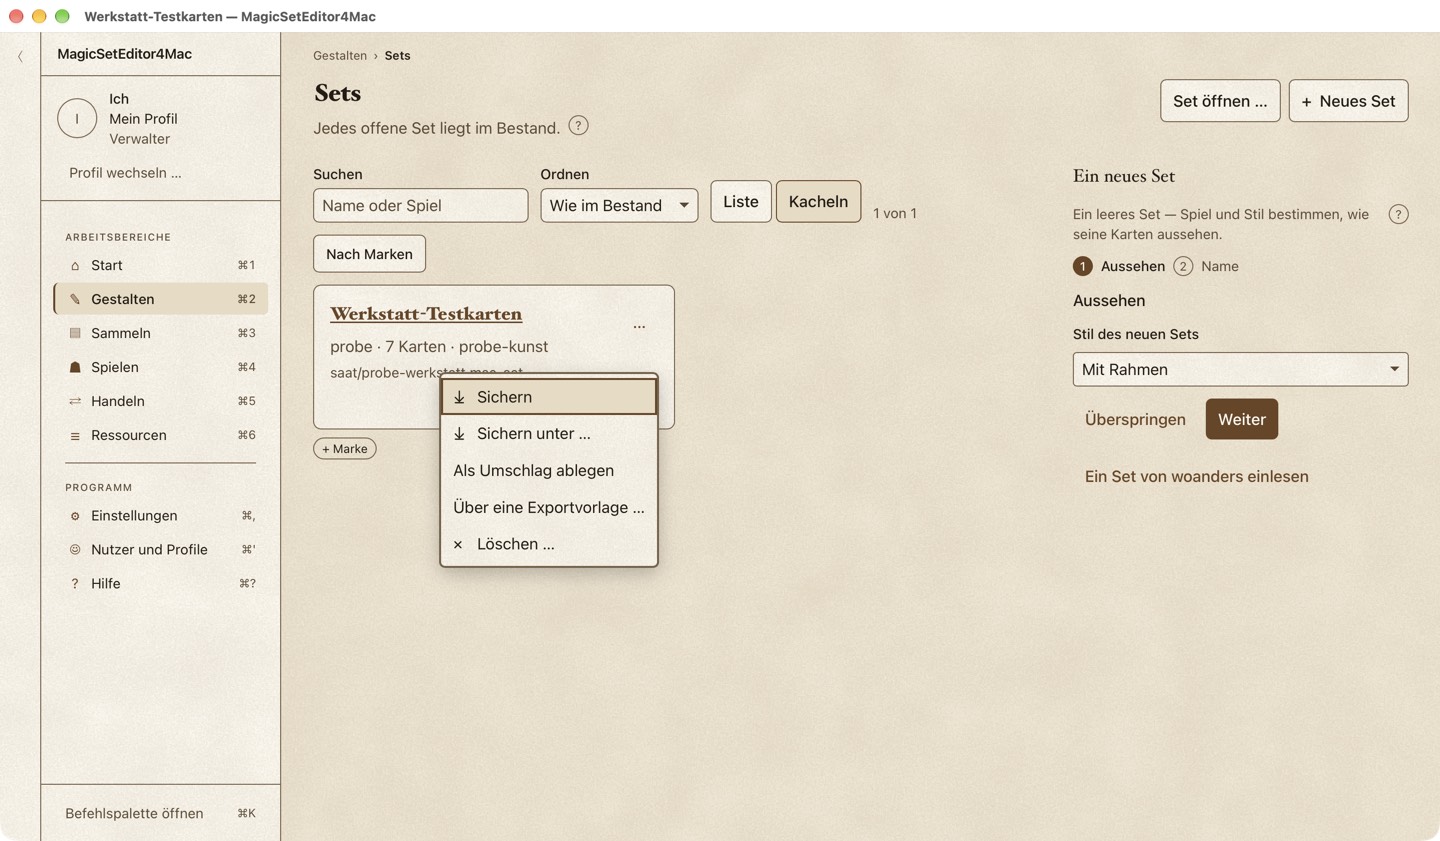 Werkstatt-Testkarten — MagicSetEditor4Mac
MagicSetEditor4Mac
I
Ich
Mein Profil
Verwalter
Profil wechseln ...
ARBEITSBEREICHE
Start ⌘1
Gestalten ⌘2
Sammeln ⌘3
Spielen ⌘4
Handeln ⌘5
Ressourcen ⌘6
PROGRAMM
Einstellungen ⌘,
Nutzer und Profile ⌘'
? Hilfe ⌘?
Befehlspalette öffnen ⌘K
Gestalten › Sets
Sets
Jedes offene Set liegt im Bestand. ?
Set öffnen ...
+ Neues Set
Suchen
Name oder Spiel
Ordnen
Wie im Bestand
Liste
Kacheln
1 von 1
Nach Marken
Werkstatt-Testkarten
...
probe · 7 Karten · probe-kunst
+ Marke
Sichern
Sichern unter ...
Als Umschlag ablegen
Über eine Exportvorlage ...
× Löschen ...
Ein neues Set
Ein leeres Set — Spiel und Stil bestimmen, wie
seine Karten aussehen.
?
1 Aussehen 2 Name
Aussehen
Stil des neuen Sets
Mit Rahmen
Überspringen
Weiter
Ein Set von woanders einlesen